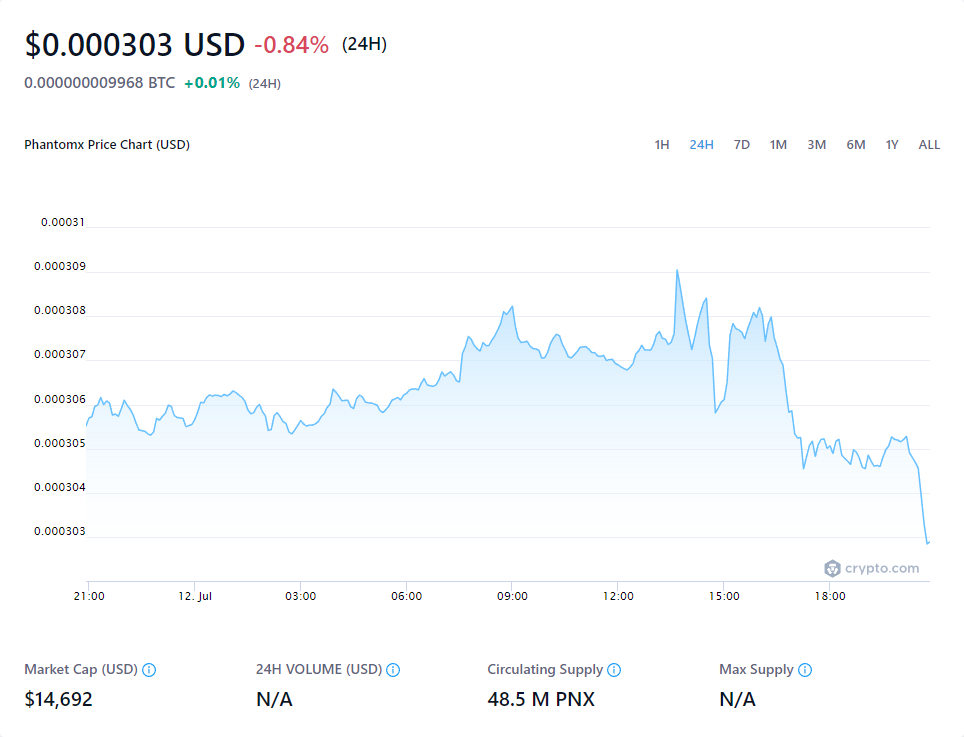 $0.000303 USD -0.84% (24H)
0.000000009968 BTC +0.01% (24H)
Phantomx Price Chart (USD) 1H 24H 7D 1M 3M 6M 1Y ALL
0.00031
0.000309
0.000308
0.000307
0.000306
0.000305
0.000304
0.000303
crypto.com
21:00 12. Jul 03:00 06:00 09:00 12:00 15:00 18:00
Market Cap (USD) 24H VOLUME (USD) Circulating Supply Max Supply
$14,692 N/A 48.5 M PNX N/A